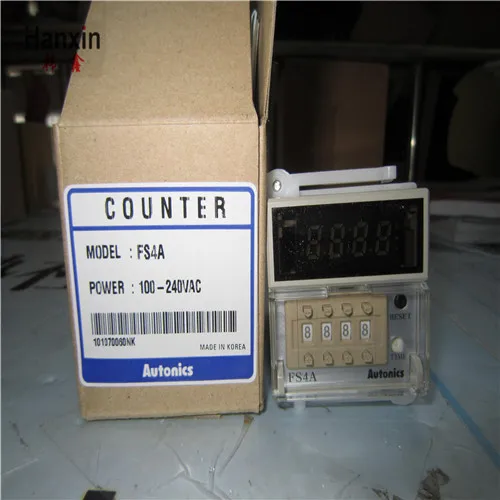 Hanxin
COUNTER
MODEL : FS4A
POWER : 100-240VAC
101070060NK
MADE IN KOREA
Autonics
8888
RESET
8 8 8 8
FS4A
Autonics